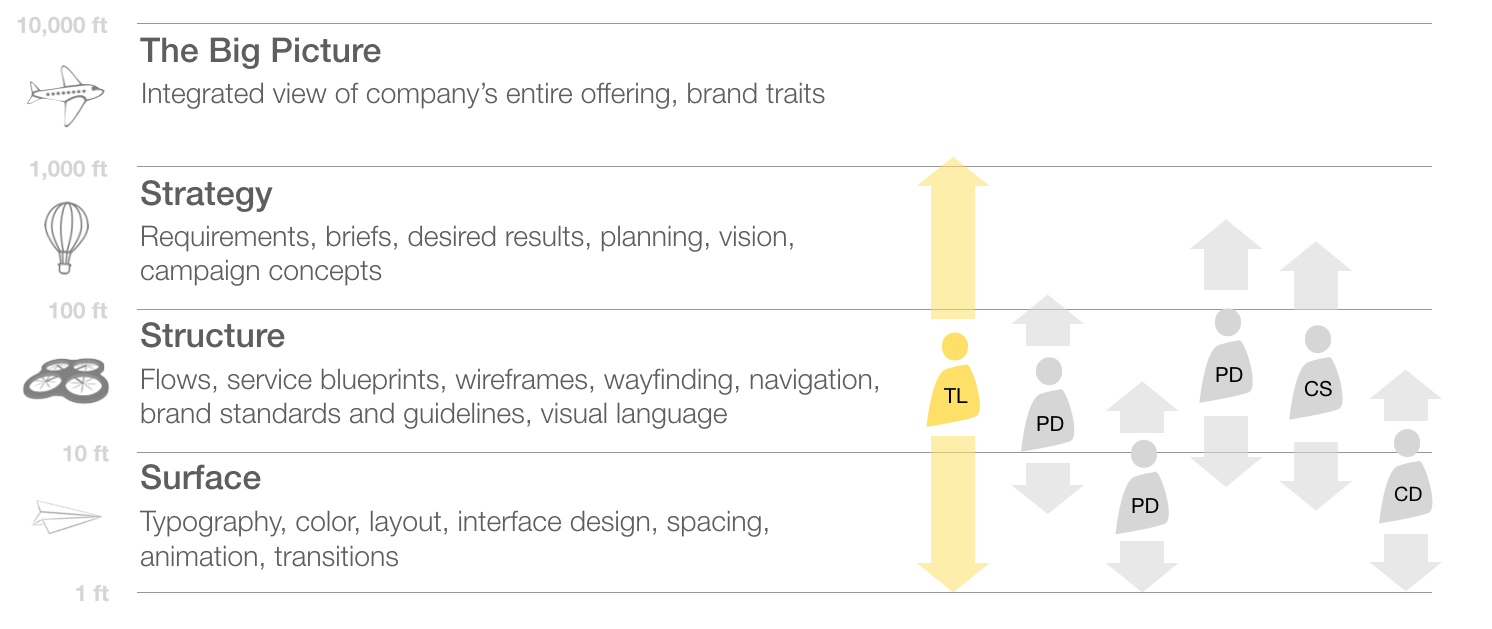 10,000 ft
The Big Picture
Integrated view of company’s entire offering, brand traits
1,000 ft
Strategy
Requirements, briefs, desired results, planning, vision,
campaign concepts
100 ft
Structure
Flows, service blueprints, wireframes, wayfinding, navigation,
brand standards and guidelines, visual language
10 ft
Surface
Typography, color, layout, interface design, spacing,
animation, transitions
1 ft
TL
PD
PD
PD
CS
CD